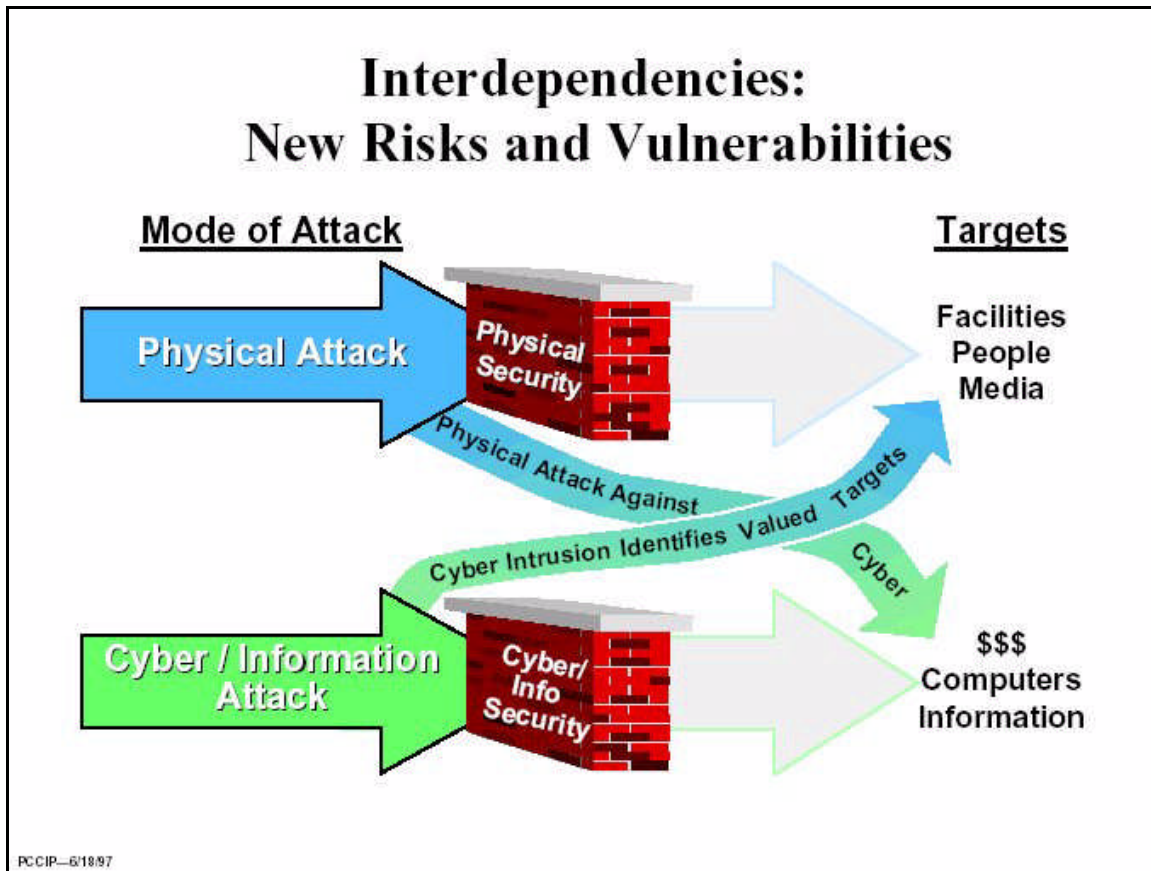 Interdependencies:
New Risks and Vulnerabilities
Mode of Attack
Targets
Physical Attack
Physical
Security
Facilities
People
Media
Physical Attack Against
Cyber
Cyber Intrusion Identifies Valued Targets
Cyber / Information
Attack
Cyber/
Info
Security
$$$
Computers
Information
PCCIP—6/18/97